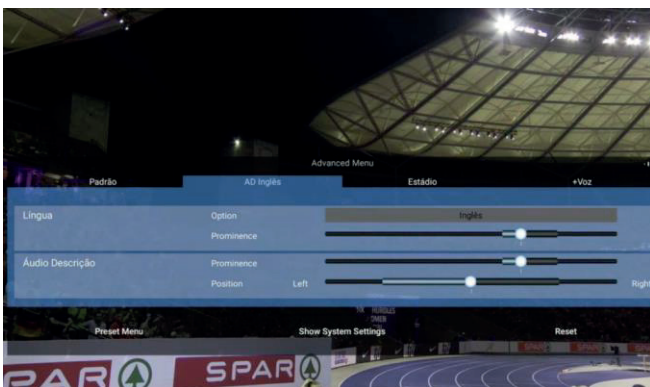 Advanced Menu
Padrão AD Inglês Estádio +Voz
Língua Option Inglês
Prominence
Áudio Descrição Prominence
Position Left Right
Preset Menu Show System Settings Reset
SPAR SPAR